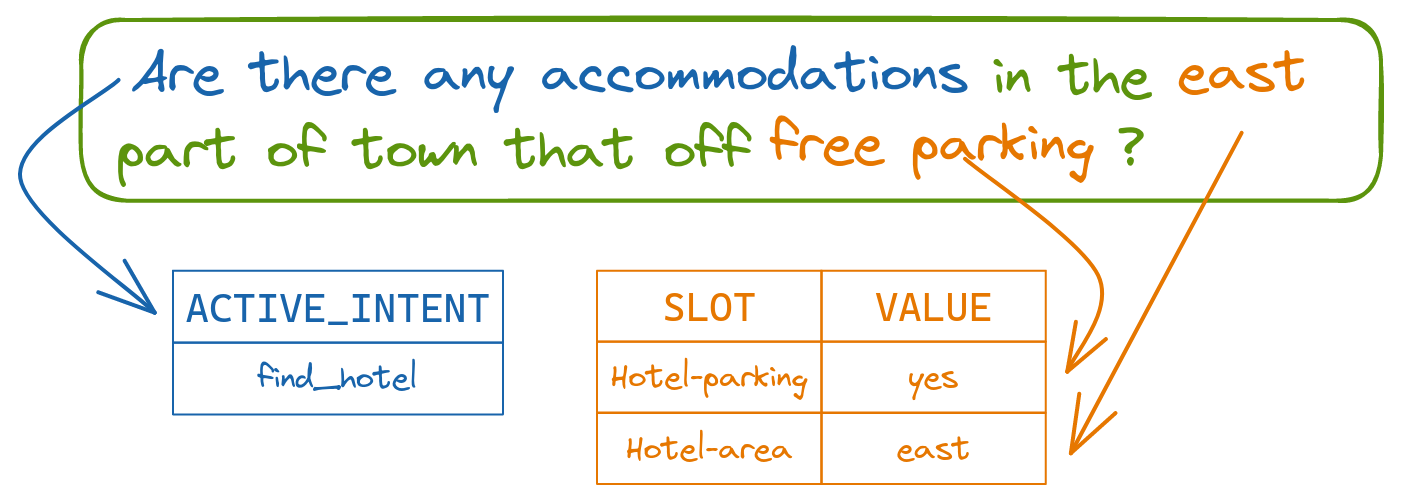 Are there any accommodations in the east
part of town that off free parking ?
ACTIVE_INTENT
find_hotel
SLOT VALUE
Hotel-parking yes
Hotel-area east